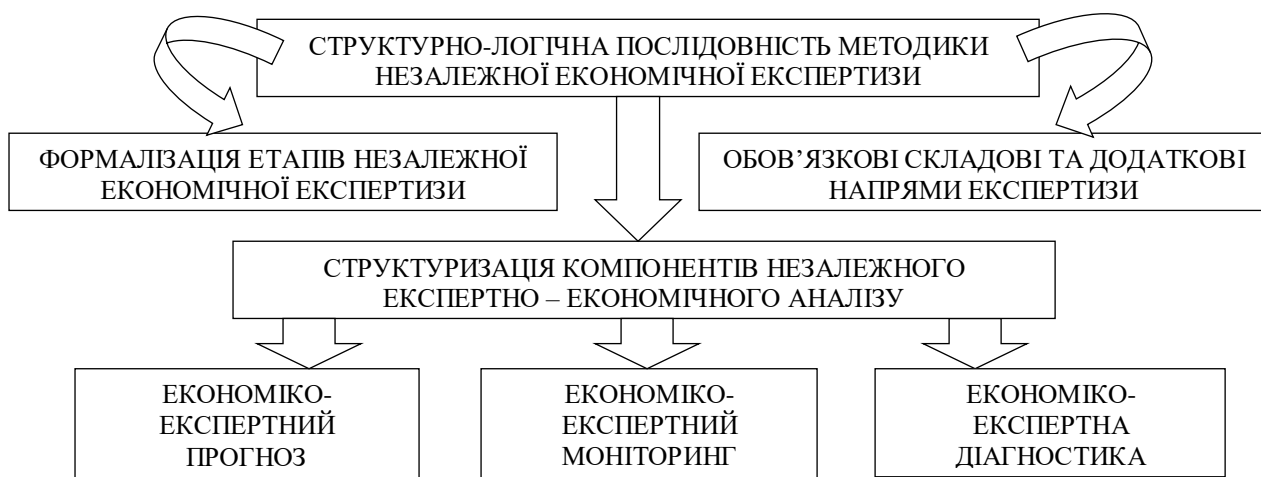 СТРУКТУРНО-ЛОГІЧНА ПОСЛІДОВНІСТЬ МЕТОДИКИ
НЕЗАЛЕЖНОЇ ЕКОНОМІЧНОЇ ЕКСПЕРТИЗИ
ФОРМАЛІЗАЦІЯ ЕТАПІВ НЕЗАЛЕЖНОЇ
ЕКОНОМІЧНОЇ ЕКСПЕРТИЗИ
ОБОВ’ЯЗКОВІ СКЛАДОВІ ТА ДОДАТКОВІ
НАПРЯМИ ЕКСПЕРТИЗИ
СТРУКТУРИЗАЦІЯ КОМПОНЕНТІВ НЕЗАЛЕЖНОГО
ЕКСПЕРТНО – ЕКОНОМІЧНОГО АНАЛІЗУ
ЕКОНОМІКО-
ЕКСПЕРТНИЙ
ПРОГНОЗ
ЕКОНОМІКО-
ЕКСПЕРТНИЙ
МОНІТОРИНГ
ЕКОНОМІКО-
ЕКСПЕРТНА
ДІАГНОСТИКА